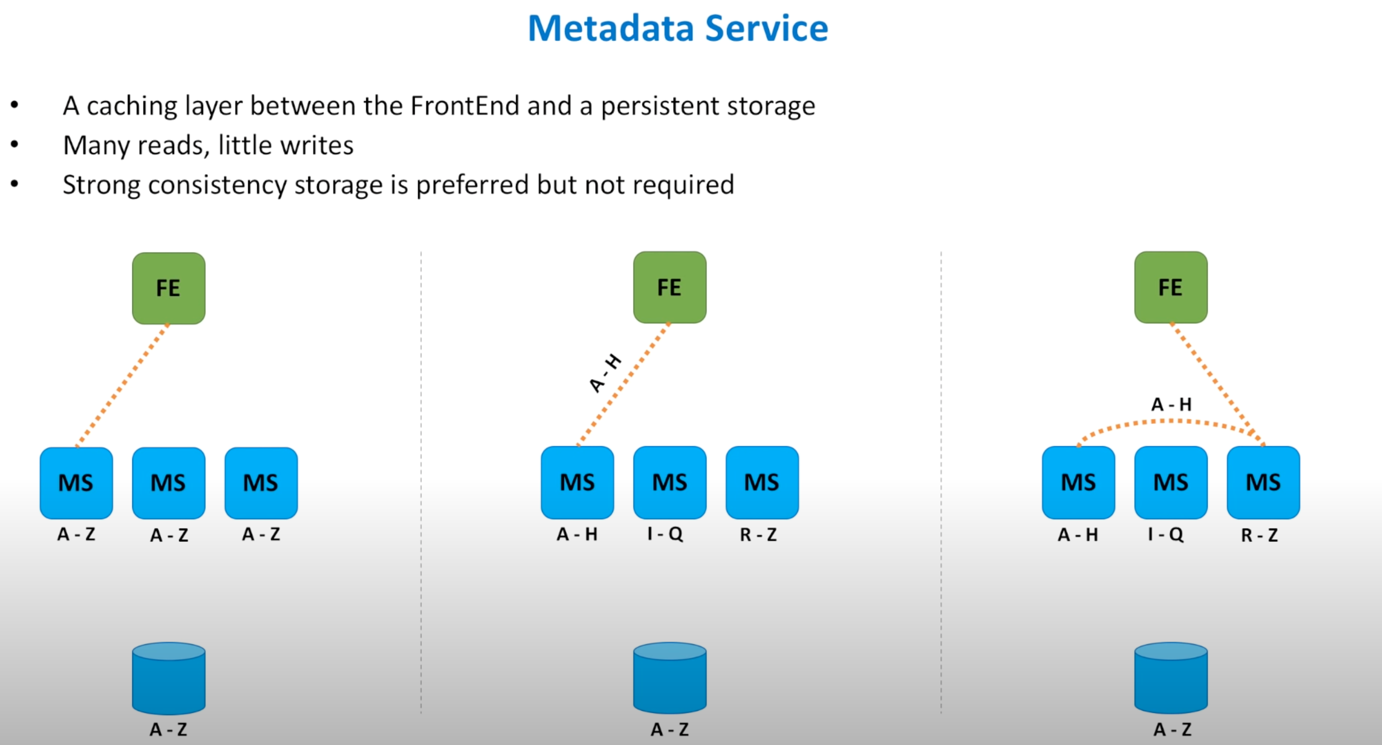 Metadata Service
• A caching layer between the FrontEnd and a persistent storage
• Many reads, little writes
• Strong consistency storage is preferred but not required
FE
MS MS MS
A - Z A - Z A - Z
A - Z
FE
A - H
MS MS MS
A - H I - Q R - Z
A - Z
FE
A - H
MS MS MS
A - H I - Q R - Z
A - Z